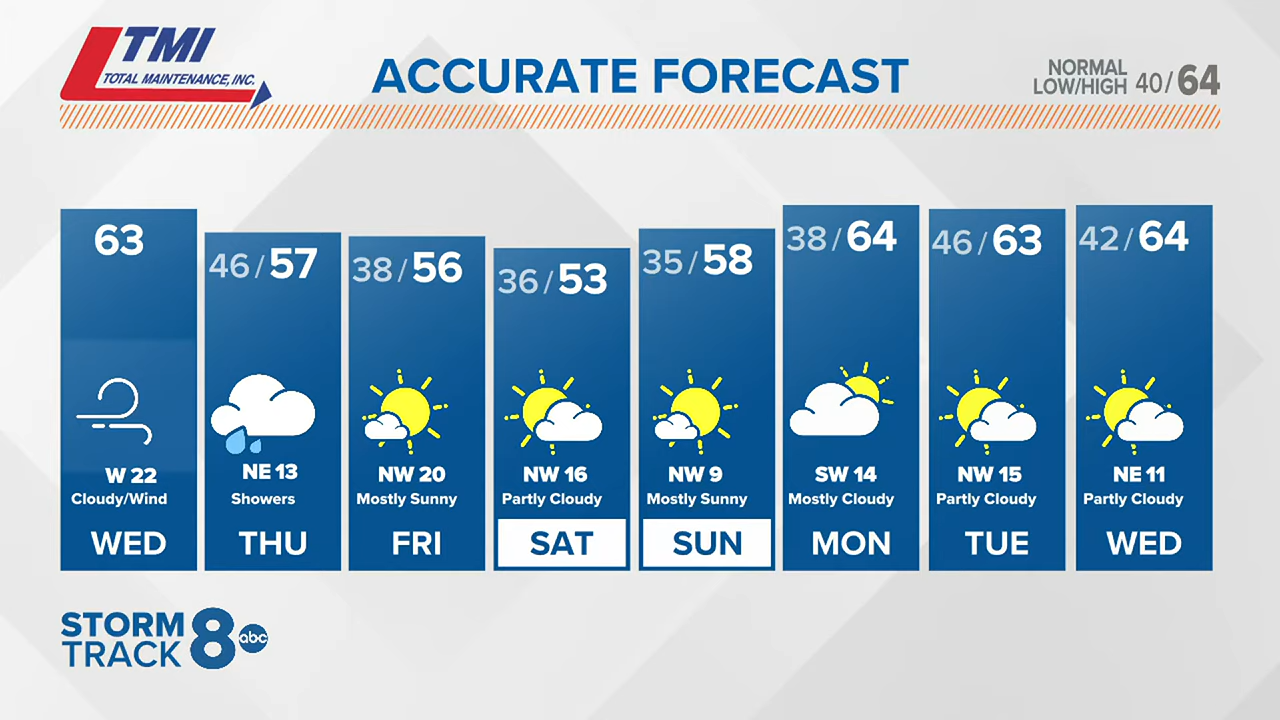 TMI
TOTAL MAINTENANCE, INC.
ACCURATE FORECAST
NORMAL
LOW/HIGH 40/64
63
W 22
Cloudy/Wind
WED
46/57
NE 13
Showers
THU
38/56
NW 20
Mostly Sunny
FRI
36/53
NW 16
Partly Cloudy
SAT
35/58
NW 9
Mostly Sunny
SUN
38/64
SW 14
Mostly Cloudy
MON
46/63
NW 15
Partly Cloudy
TUE
42/64
NE 11
Partly Cloudy
WED
STORM
TRACK 8 abc